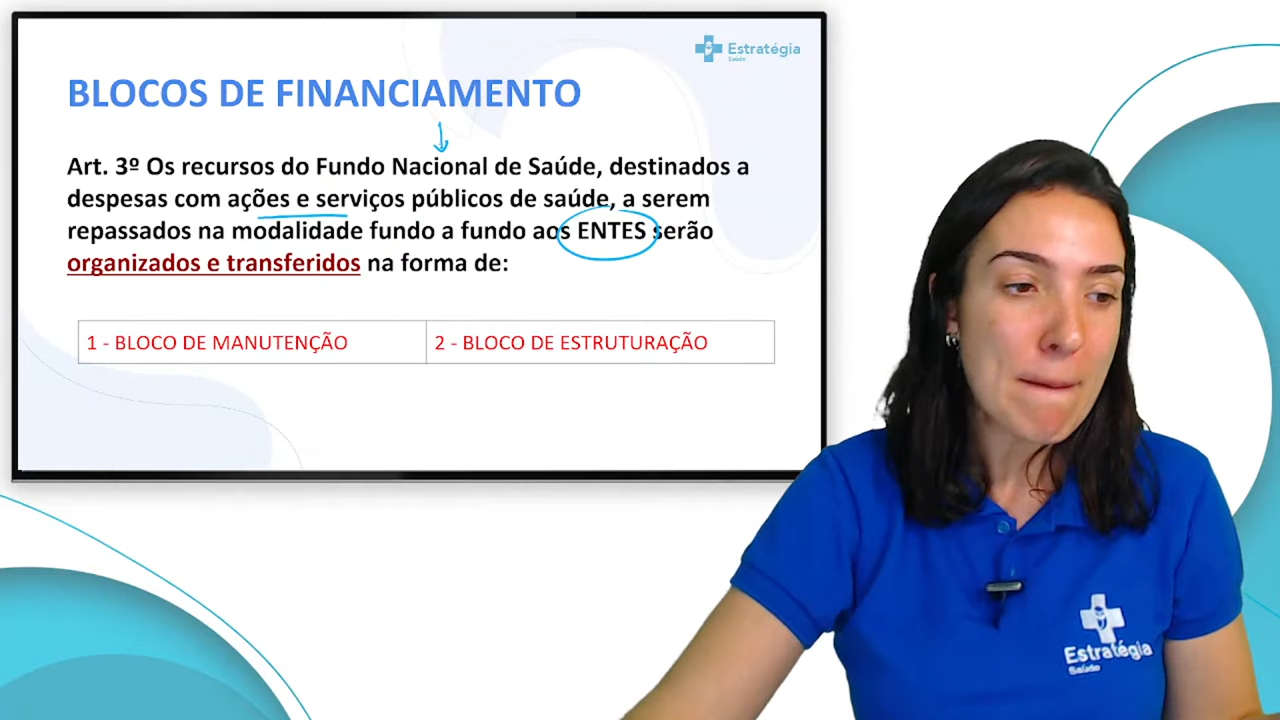 Estratégia
Saúde
BLOCOS DE FINANCIAMENTO
Art. 3º Os recursos do Fundo Nacional de Saúde, destinados a
despesas com ações e serviços públicos de saúde, a serem
repassados na modalidade fundo a fundo aos ENTES serão
organizados e transferidos na forma de:
1 - BLOCO DE MANUTENÇÃO
2 - BLOCO DE ESTRUTURAÇÃO
Estratégia
Saúde